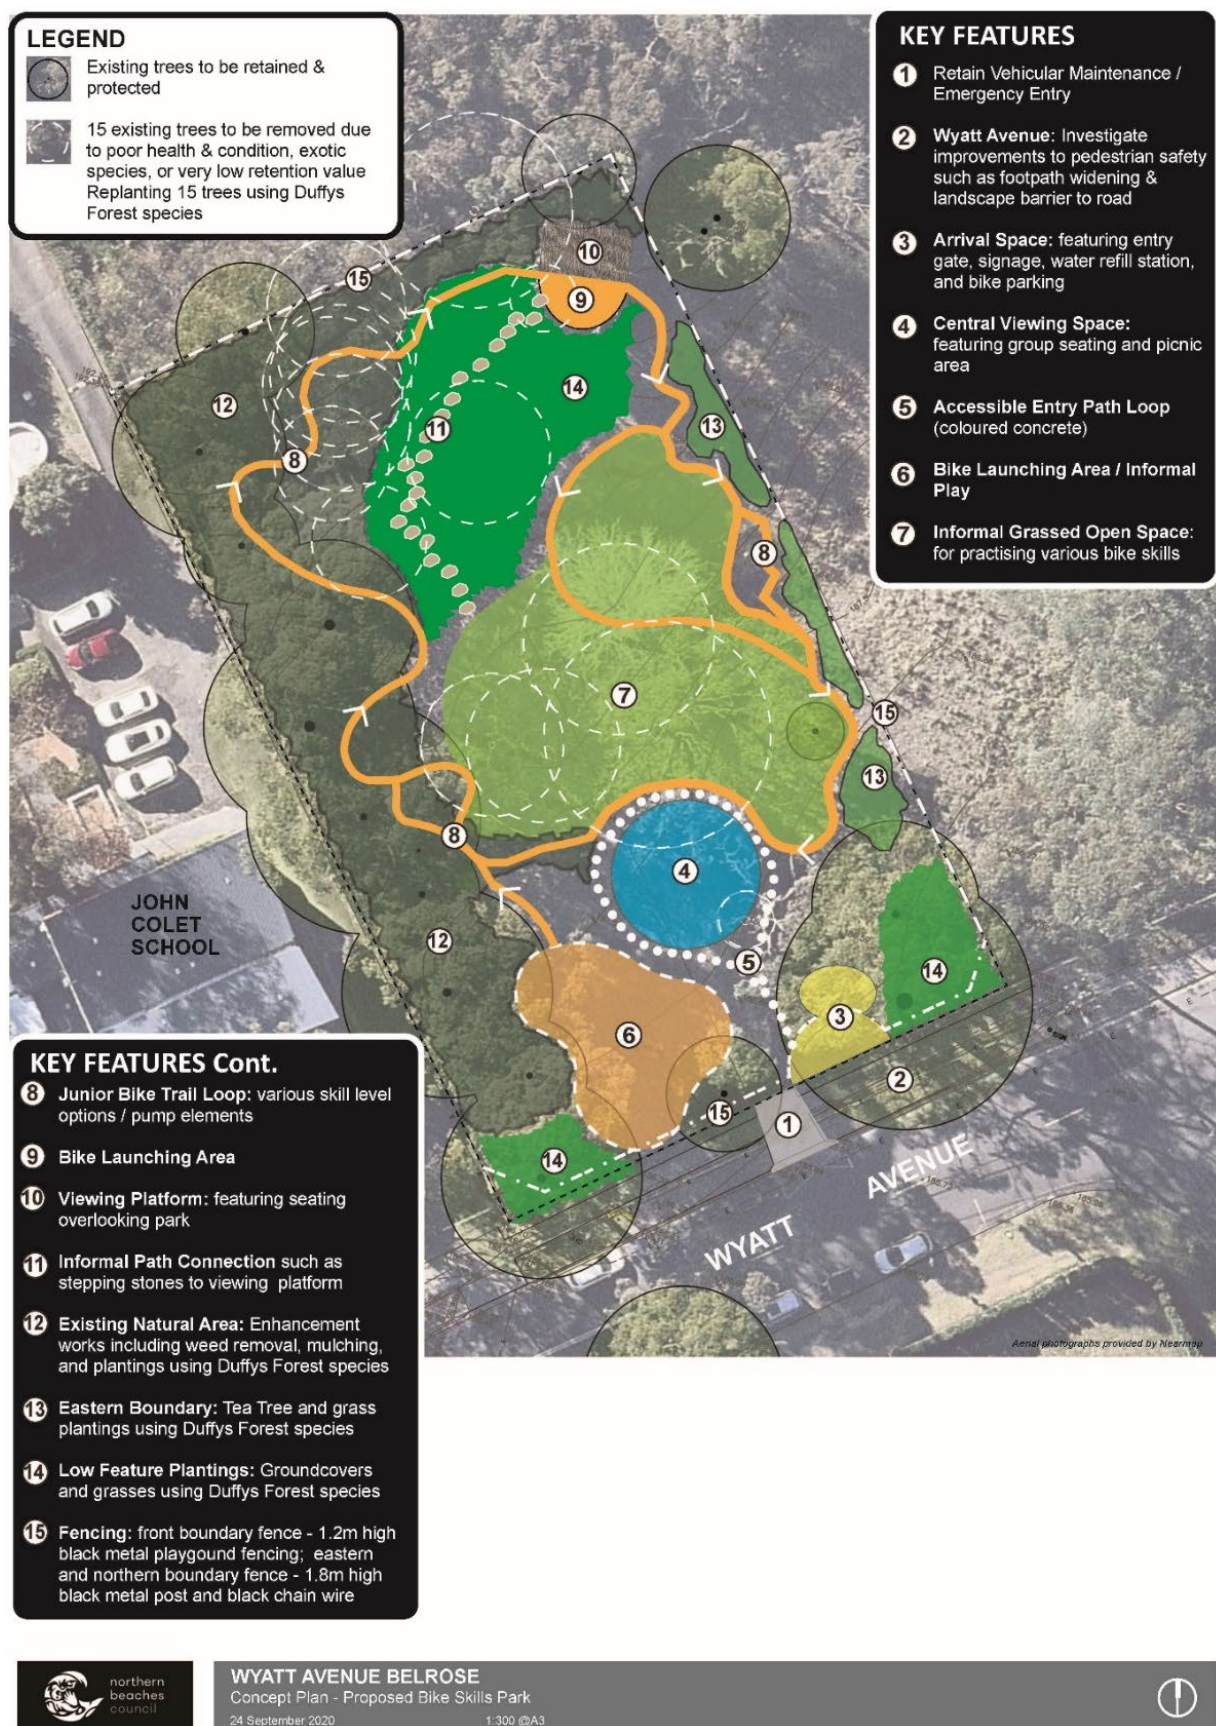 LEGEND
Existing trees to be retained &
protected
15 existing trees to be removed due
to poor health & condition, exotic
species, or very low retention value
Replanting 15 trees using Duffys
Forest species
KEY FEATURES
1 Retain Vehicular Maintenance /
Emergency Entry
2 Wyatt Avenue: Investigate
improvements to pedestrian safety
such as footpath widening &
landscape barrier to road
3 Arrival Space: featuring entry
gate, signage, water refill station,
and bike parking
4 Central Viewing Space:
featuring group seating and picnic
area
5 Accessible Entry Path Loop
(coloured concrete)
6 Bike Launching Area / Informal
Play
7 Informal Grassed Open Space:
for practising various bike skills
10
15
9
12
14
11
13
8
8
7
15
13
8
4
JOHN
COLET
SCHOOL
12
5
14
3
6
2
15
1
14
WYATT AVENUE
Aerial photographs provided by Nearmap
KEY FEATURES Cont.
8 Junior Bike Trail Loop: various skill level
options / pump elements
9 Bike Launching Area
10 Viewing Platform: featuring seating
overlooking park
11 Informal Path Connection such as
stepping stones to viewing platform
12 Existing Natural Area: Enhancement
works including weed removal, mulching,
and plantings using Duffys Forest species
13 Eastern Boundary: Tea Tree and grass
plantings using Duffys Forest species
14 Low Feature Plantings: Groundcovers
and grasses using Duffys Forest species
15 Fencing: front boundary fence - 1.2m high
black metal playgound fencing; eastern
and northern boundary fence - 1.8m high
black metal post and black chain wire
northern
beaches
council
WYATT AVENUE BELROSE
Concept Plan - Proposed Bike Skills Park
24 September 2020 1:300 @A3